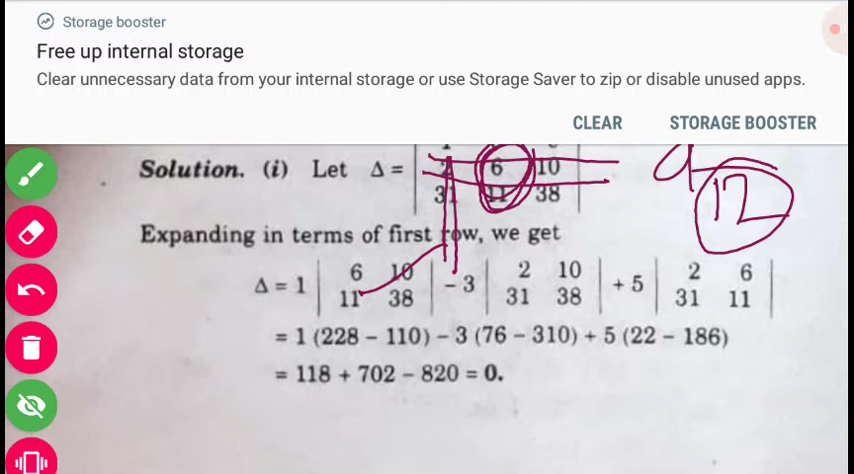 Storage booster
Free up internal storage
Clear unnecessary data from your internal storage or use Storage Saver to zip or disable unused apps.
CLEAR STORAGE BOOSTER
Solution. (i) Let Δ = | 2 6 10 |
31 11 38
12
Expanding in terms of first row, we get
Δ = 1 | 6 10 | - 3 | 2 10 | + 5 | 2 6 |
11 38 31 38 31 11
= 1 (228 - 110) - 3 (76 - 310) + 5 (22 - 186)
= 118 + 702 - 820 = 0.